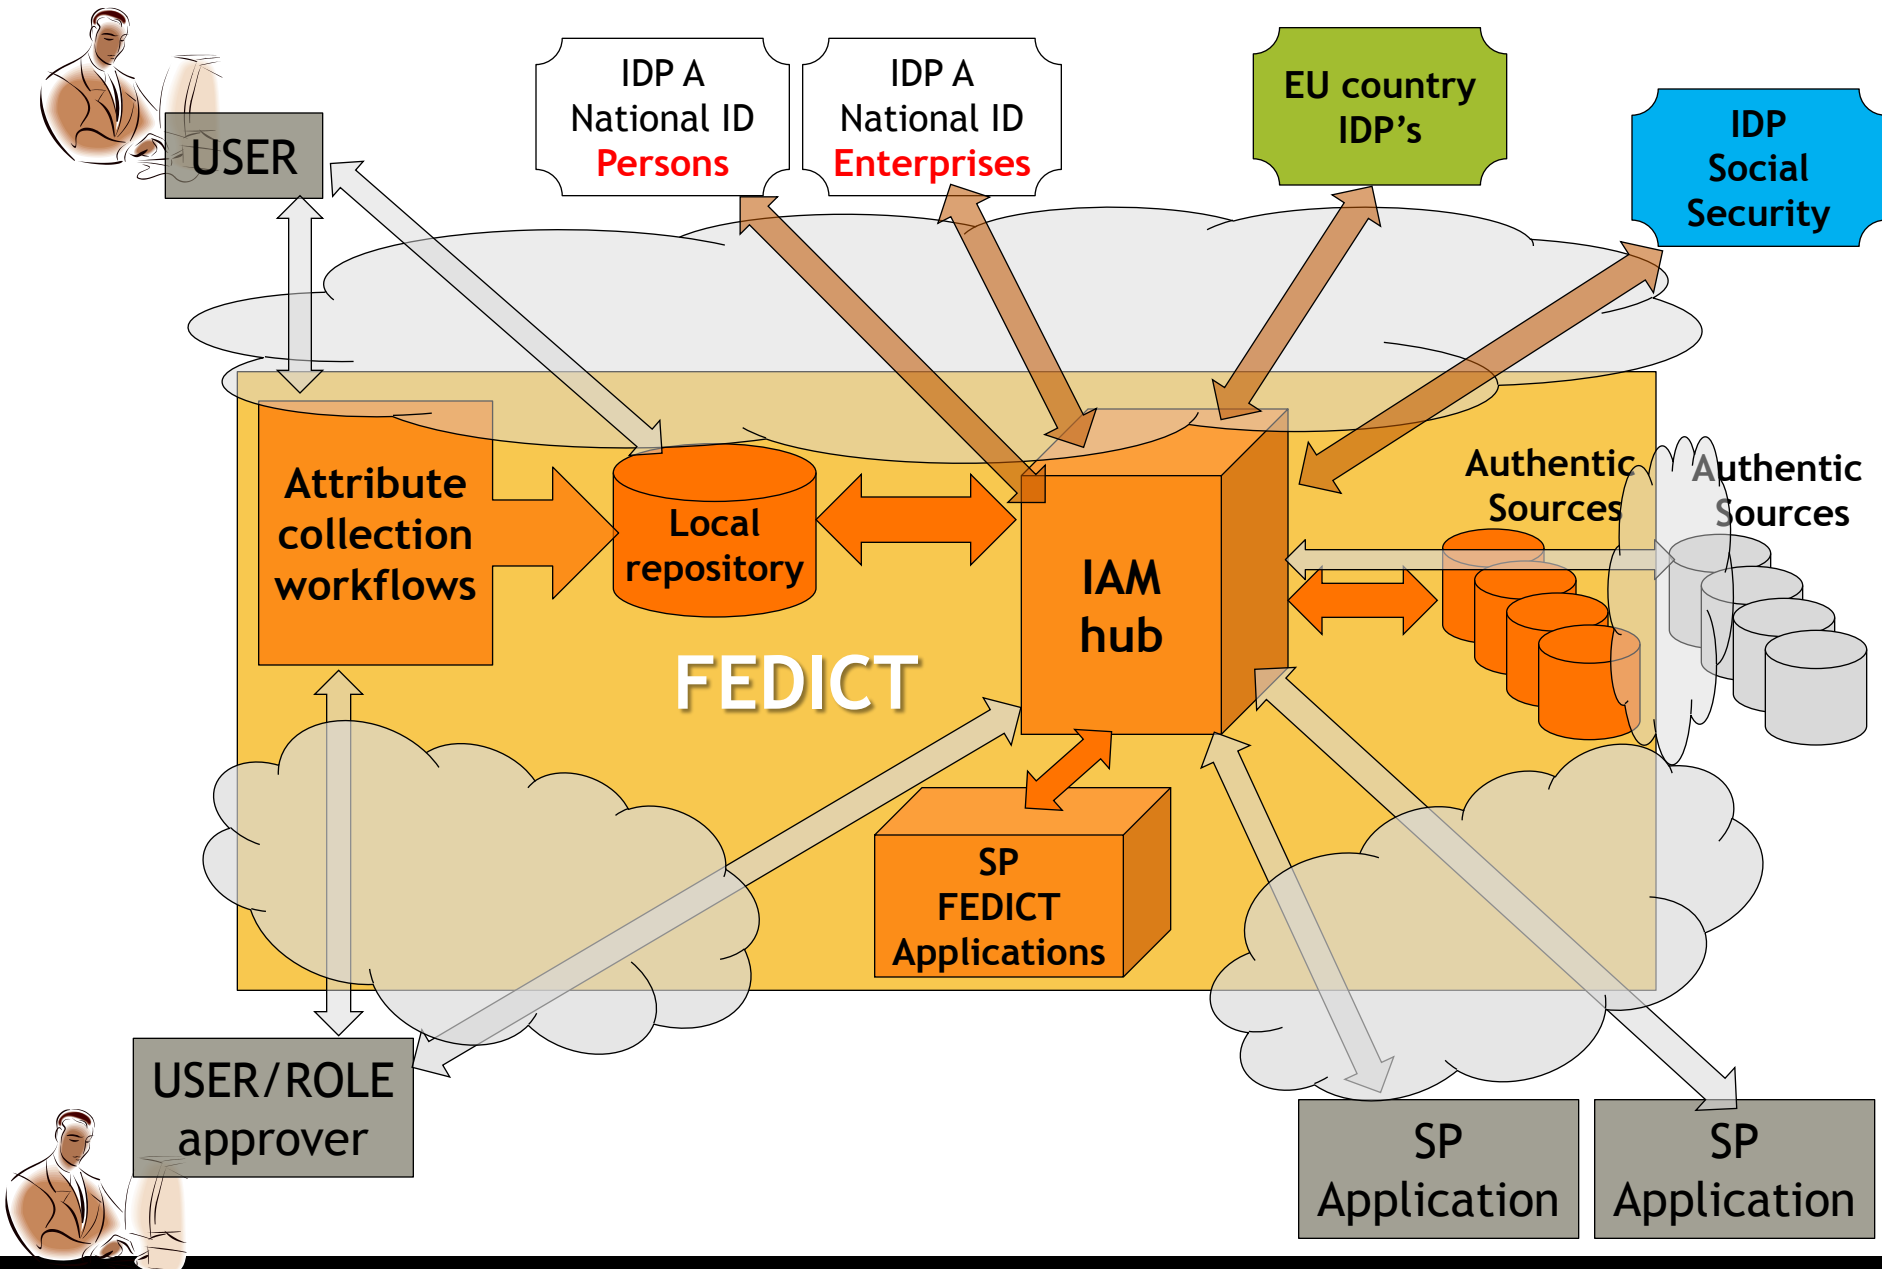 USER
IDP A
National ID
Persons
IDP A
National ID
Enterprises
EU country
IDP's
IDP
Social
Security
Attribute
collection
workflows
Local
repository
IAM
hub
Authentic
Sources
Authentic
Sources
FEDICT
SP
FEDICT
Applications
USER/ROLE
approver
SP
Application
SP
Application